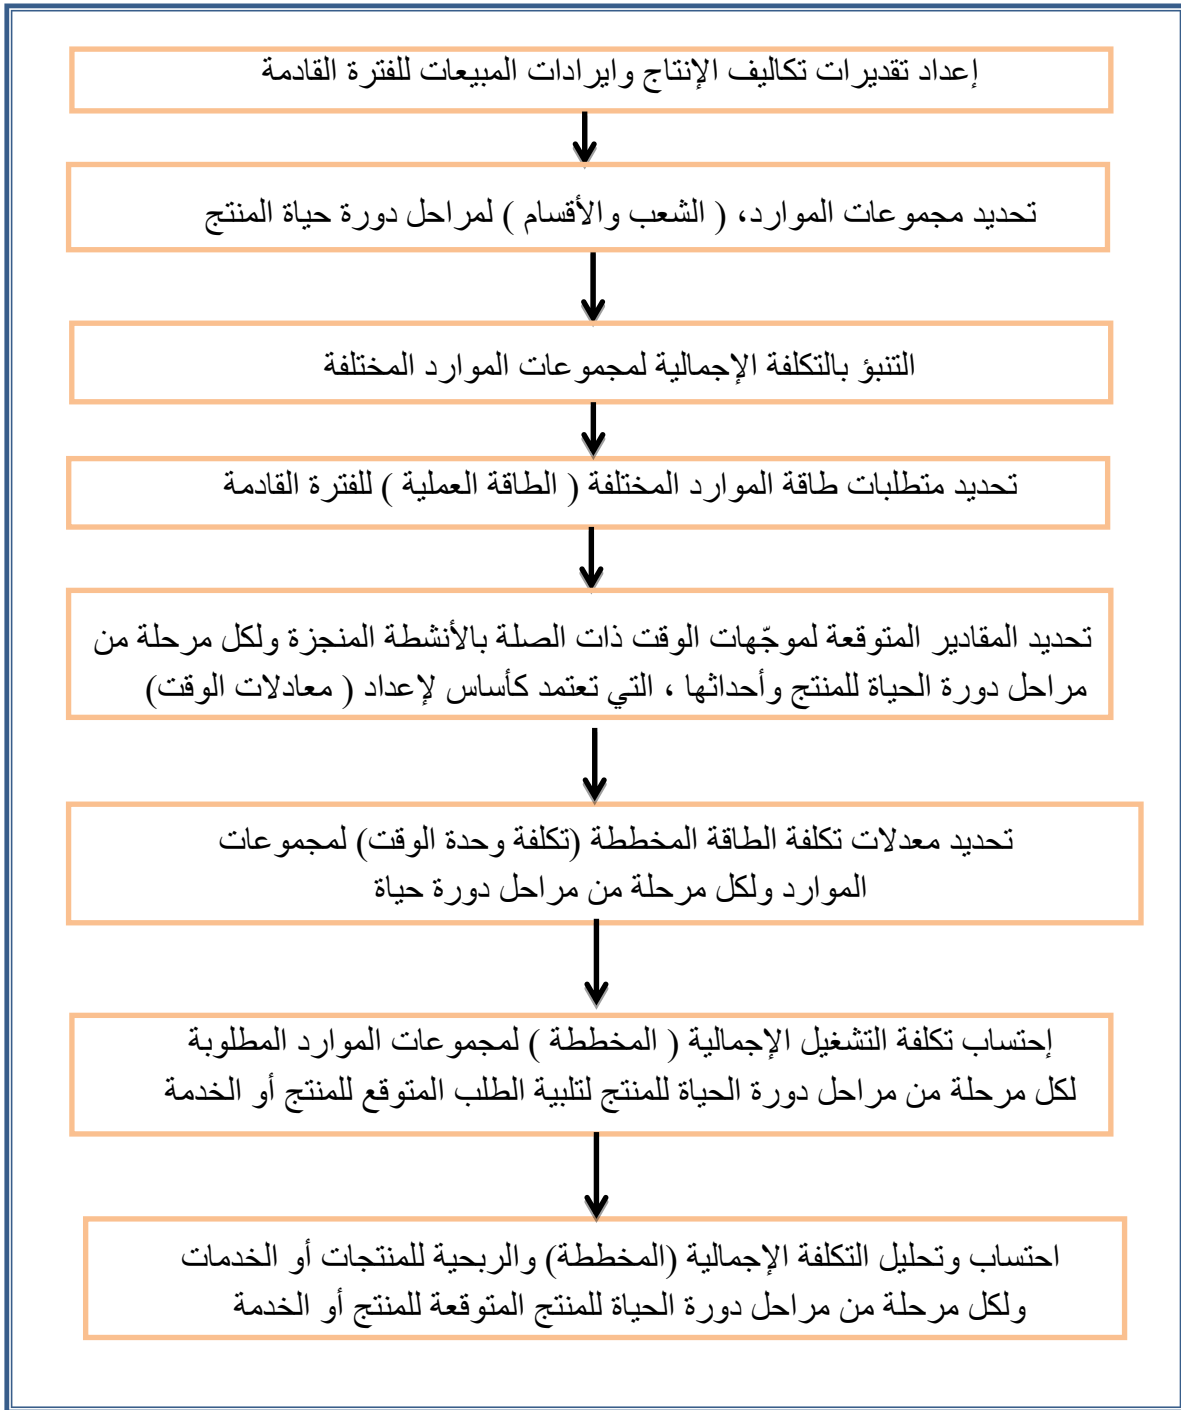 إعداد تقديرات تكاليف الإنتاج وايرادات المبيعات للفترة القادمة
تحديد مجموعات الموارد، ( الشعب والأقسام ) لمراحل دورة حياة المنتج
التنبؤ بالتكلفة الإجمالية لمجموعات الموارد المختلفة
تحديد متطلبات طاقة الموارد المختلفة ( الطاقة العملية ) للفترة القادمة
تحديد المقادير المتوقعة لموجّهات الوقت ذات الصلة بالأنشطة المنجزة ولكل مرحلة من
مراحل دورة الحياة للمنتج وأحداثها ، التي تعتمد كأساس لإعداد ( معادلات الوقت)
تحديد معدلات تكلفة الطاقة المخططة (تكلفة وحدة الوقت) لمجموعات
الموارد ولكل مرحلة من مراحل دورة حياة
إحتساب تكلفة التشغيل الإجمالية ( المخططة ) لمجموعات الموارد المطلوبة
لكل مرحلة من مراحل دورة الحياة للمنتج لتلبية الطلب المتوقع للمنتج أو الخدمة
احتساب وتحليل التكلفة الإجمالية (المخططة) والربحية للمنتجات أو الخدمات
ولكل مرحلة من مراحل دورة الحياة للمنتج المتوقعة للمنتج أو الخدمة